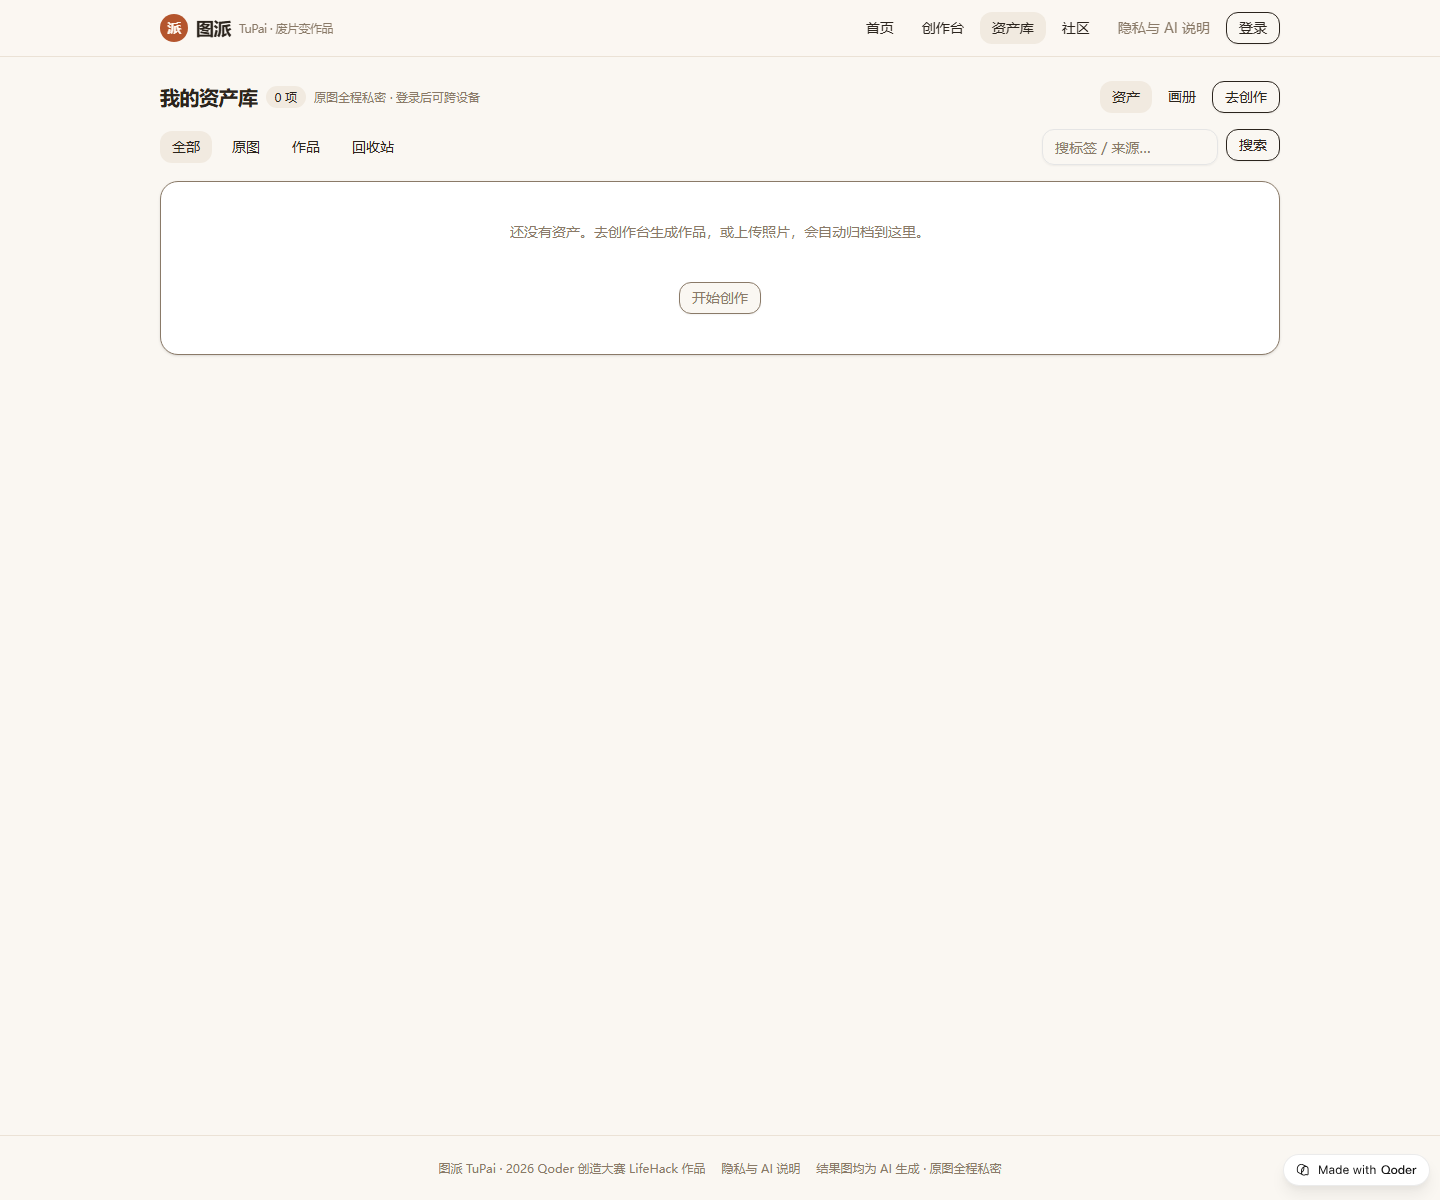 派 图派 TuPai · 废片变作品 首页 创作台 资产库 社区 隐私与 AI 说明 登录
我的资产库 0 项 原图全程私密 · 登录后可跨设备 资产 画册 去创作
全部 原图 作品 回收站 搜标签 / 来源... 搜索
还没有资产。去创作台生成作品，或上传照片，会自动归档到这里。
开始创作
图派 TuPai · 2026 Qoder 创造大赛 LifeHack 作品 隐私与 AI 说明 结果图均为 AI 生成 · 原图全程私密
Made with Qoder